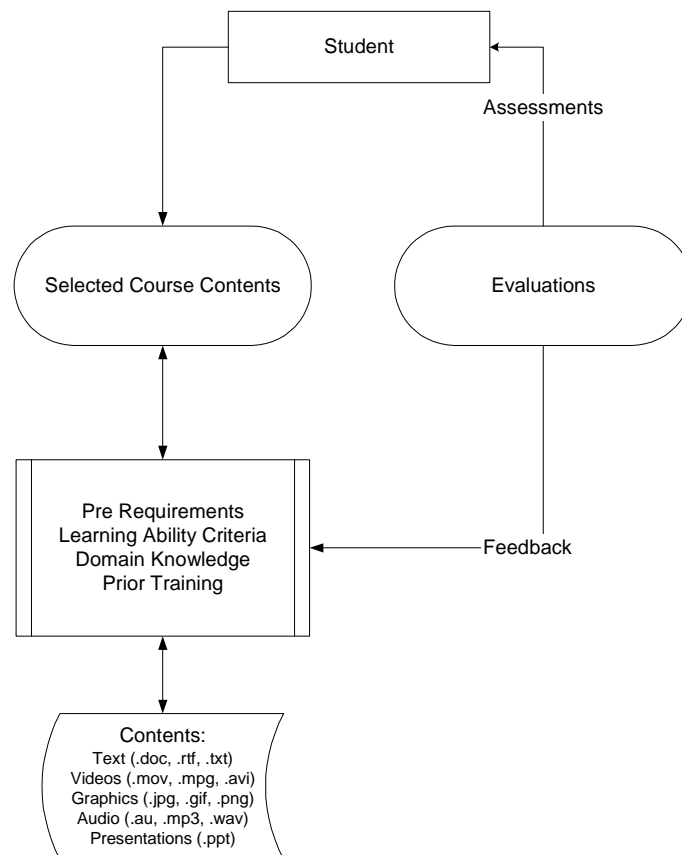 Student
Assessments
Selected Course Contents
Evaluations
Pre Requirements
Learning Ability Criteria
Domain Knowledge
Prior Training
Feedback
Contents:
Text (.doc, .rtf, .txt)
Videos (.mov, .mpg, .avi)
Graphics (.jpg, .gif, .png)
Audio (.au, .mp3, .wav)
Presentations (.ppt)